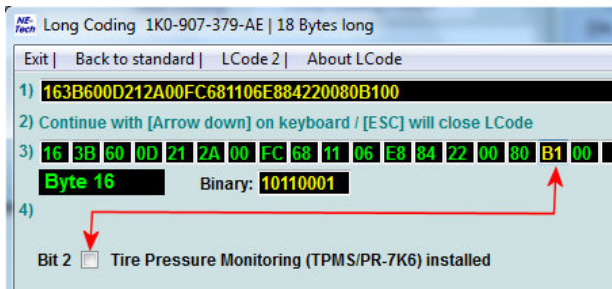 NE-Tech Long Coding 1K0-907-379-AE | 18 Bytes long
Exit | Back to standard | LCode 2 | About LCode
1) 163B600D212A00FC681106E884220080B100
2) Continue with [Arrow down] on keyboard / [ESC] will close LCode
3) 16 3B 60 0D 21 2A 00 FC 68 11 06 E8 84 22 00 80 B1 00
Byte 16 Binary: 10110001
4)
Bit 2 Tire Pressure Monitoring (TPMS/PR-7K6) installed